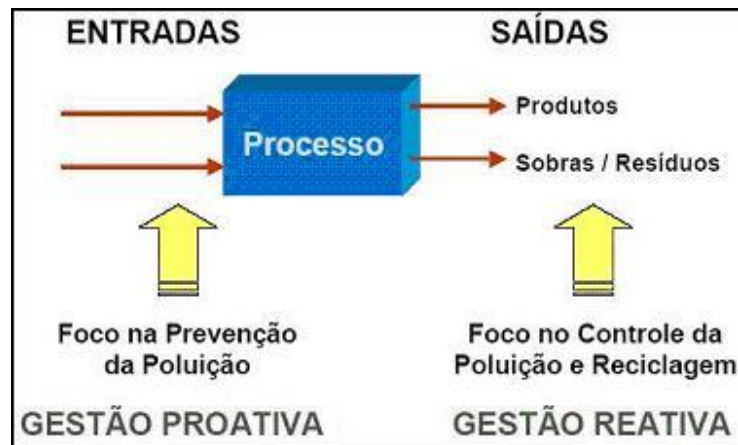 ENTRADAS
SAÍDAS
Processo
Produtos
Sobras / Resíduos
Foco na Prevenção
da Poluição
Foco no Controle da
Poluição e Reciclagem
GESTÃO PROATIVA
GESTÃO REATIVA